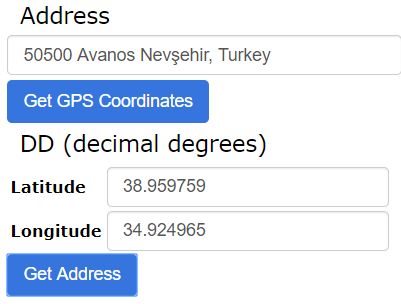 Address
50500 Avanos Nevşehir, Turkey
Get GPS Coordinates
DD (decimal degrees)
Latitude 38.959759
Longitude 34.924965
Get Address